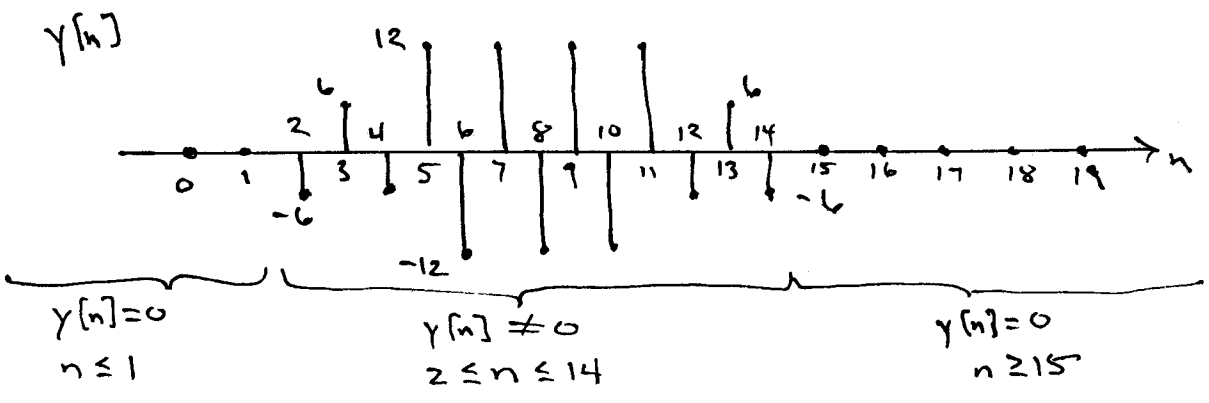 y[n]
12
6
6
2 4 6 8 10 12 14
0 1 3 5 7 9 11 13 15 16 17 18 19 n
-6
-6
-12
y[n]=0
n ≤ 1
y[n] ≠ 0
2 ≤ n ≤ 14
y[n]=0
n ≥ 15